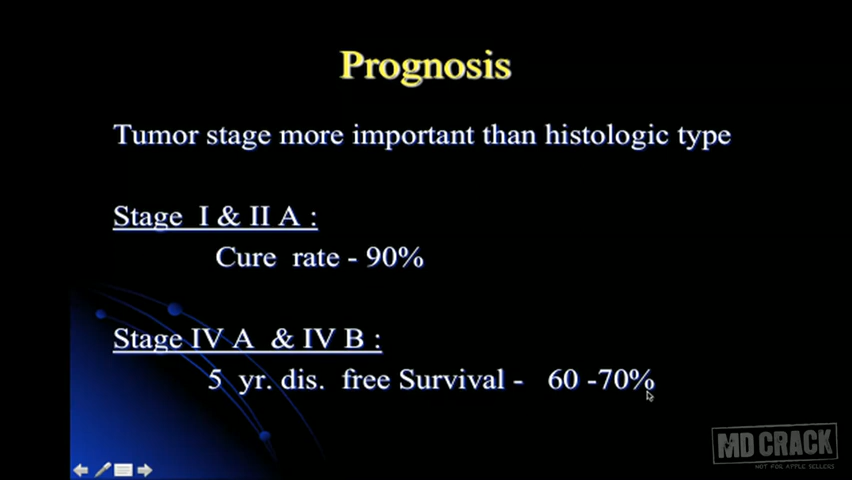 Prognosis
Tumor stage more important than histologic type
Stage I & II A :
Cure rate - 90%
Stage IV A & IV B :
5 yr. dis. free Survival - 60 -70%
MD CRACK
NOT FOR APPLE SELLERS